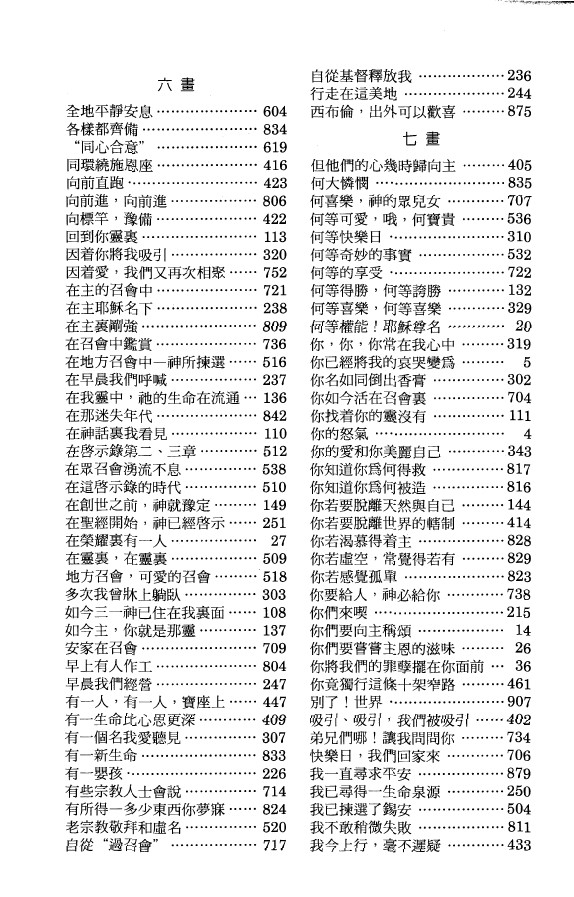 六畫
全地平靜安息 ………………… 604
各樣都齊備 …………………… 834
“同心合意” ………………… 619
同環繞施恩座 ………………… 416
向前直跑 ……………………… 423
向前進，向前進 ……………… 806
向標竿，豫備 ………………… 422
回到你靈裏 …………………… 113
因着你將我吸引 ……………… 320
因着愛，我們又再次相聚 …… 752
在主的召會中 ………………… 721
在主耶穌名下 ………………… 238
在主裏剛強 …………………… 809
在召會中鑑賞 ………………… 736
在地方召會中—神所揀選 …… 516
在早晨我們呼喊 ……………… 237
在我靈中，祂的生命在流通 … 136
在那迷失年代 ………………… 842
在神話裏我看見 ……………… 110
在啓示錄第二、三章 ………… 512
在眾召會湧流不息 …………… 538
在這啓示錄的時代 …………… 510
在創世之前，神就豫定 ……… 149
在聖經開始，神已經啓示 …… 251
在榮耀裏有一人 ……………… 27
在靈裏，在靈裏 ……………… 509
地方召會，可愛的召會 ……… 518
多次我曾牀上躺臥 …………… 303
如今三一神已住在我裏面 …… 108
如今主，你就是那靈 ………… 137
安家在召會 …………………… 709
早上有人作工 ………………… 804
早晨我們經營 ………………… 247
有一人，有一人，寶座上 …… 447
有一生命比心思更深 ………… 409
有一個名我愛聽見 …………… 307
有一新生命 …………………… 833
有一嬰孩 ……………………… 226
有些宗教人士會說 …………… 714
有所得—多少東西你夢寐 …… 824
老宗教敬拜和虛名 …………… 520
自從“過召會” ……………… 717
自從基督釋放我 ……………… 236
行走在這美地 ………………… 244
西布倫，出外可以歡喜 ……… 875
七畫
但他們的心幾時歸向主 ……… 405
何大憐憫 ……………………… 835
何喜樂，神的眾兒女 ………… 707
何等可愛，哦，何寶貴 ……… 536
何等快樂日 …………………… 310
何等奇妙的事實 ……………… 532
何等的享受 …………………… 722
何等得勝，何等誇勝 ………… 132
何等喜樂，何等喜樂 ………… 329
何等權能！耶穌尊名 ………… 20
你，你，你常在我心中 ……… 319
你已經將我的哀哭變爲 ……… 5
你名如同倒出香膏 …………… 302
你如今活在召會裏 …………… 704
你找着你的靈沒有 …………… 111
你的怒氣 ……………………… 4
你的愛和你美麗自己 ………… 343
你知道你爲何得救 …………… 817
你知道你爲何被造 …………… 816
你若要脫離天然與自己 ……… 144
你若要脫離世界的轄制 ……… 414
你若渴慕得着主 ……………… 828
你若虛空，常覺得若有 ……… 829
你若感覺孤單 ………………… 823
你要給人，神必給你 ………… 738
你們來喫 ……………………… 215
你們要向主稱頌 ……………… 14
你們要嘗嘗主恩的滋味 ……… 26
你將我們的罪孽擺在你面前 … 36
你竟獨行這條十架窄路 ……… 461
別了！世界 …………………… 907
吸引、吸引，我們被吸引 …… 402
弟兄們哪！讓我問問你 ……… 734
快樂日，我們回家來 ………… 706
我一直尋求平安 ……………… 879
我已尋得一生命泉源 ………… 250
我已揀選了錫安 ……………… 504
我不敢稍微失敗 ……………… 811
我今上行，毫不遲疑 ………… 433